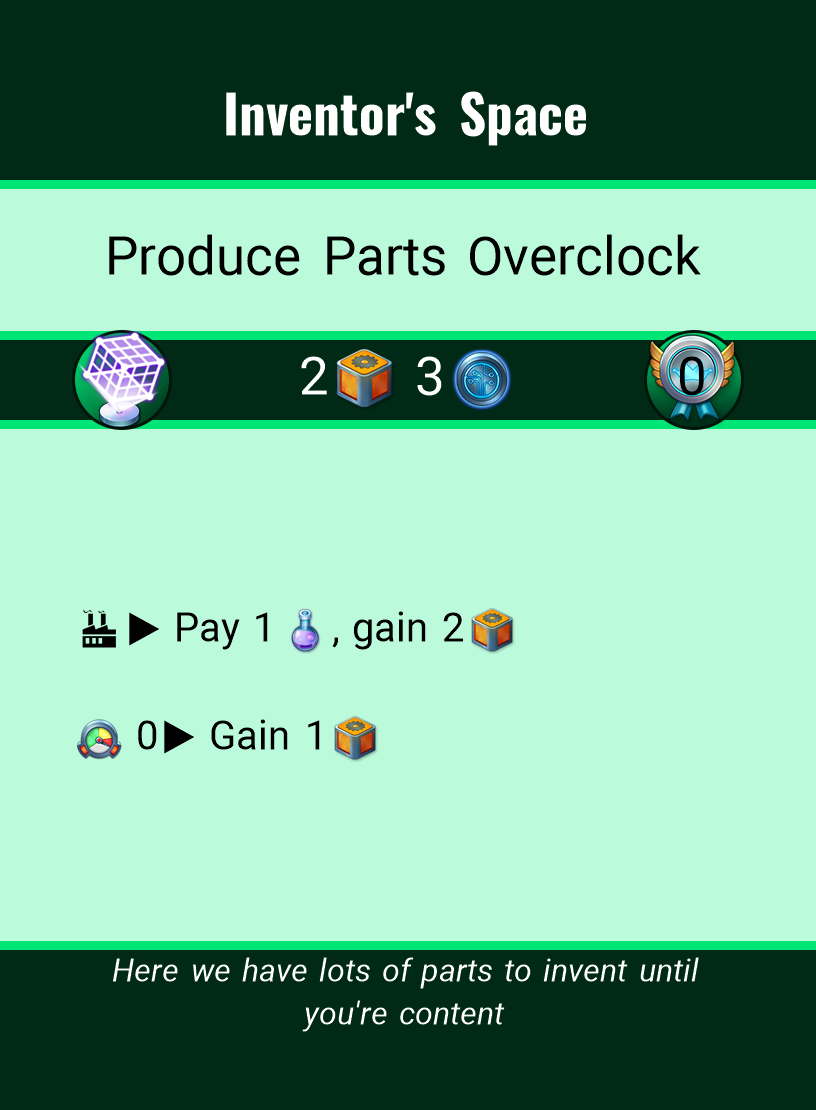 Inventor's Space
Produce Parts Overclock
2 3 0
Pay 1 , gain 2
0 Gain 1
Here we have lots of parts to invent until
you're content